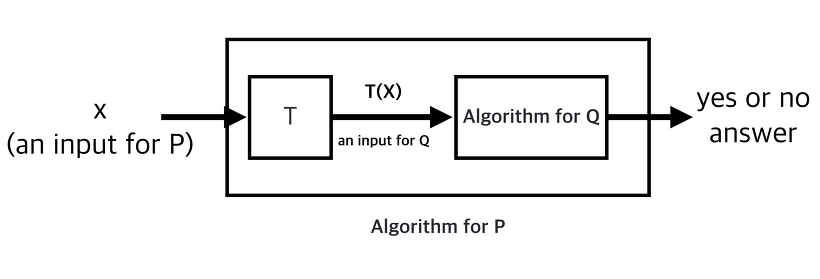 x
(an input for P)
T
T(X)
an input for Q
Algorithm for Q
yes or no
answer
Algorithm for P